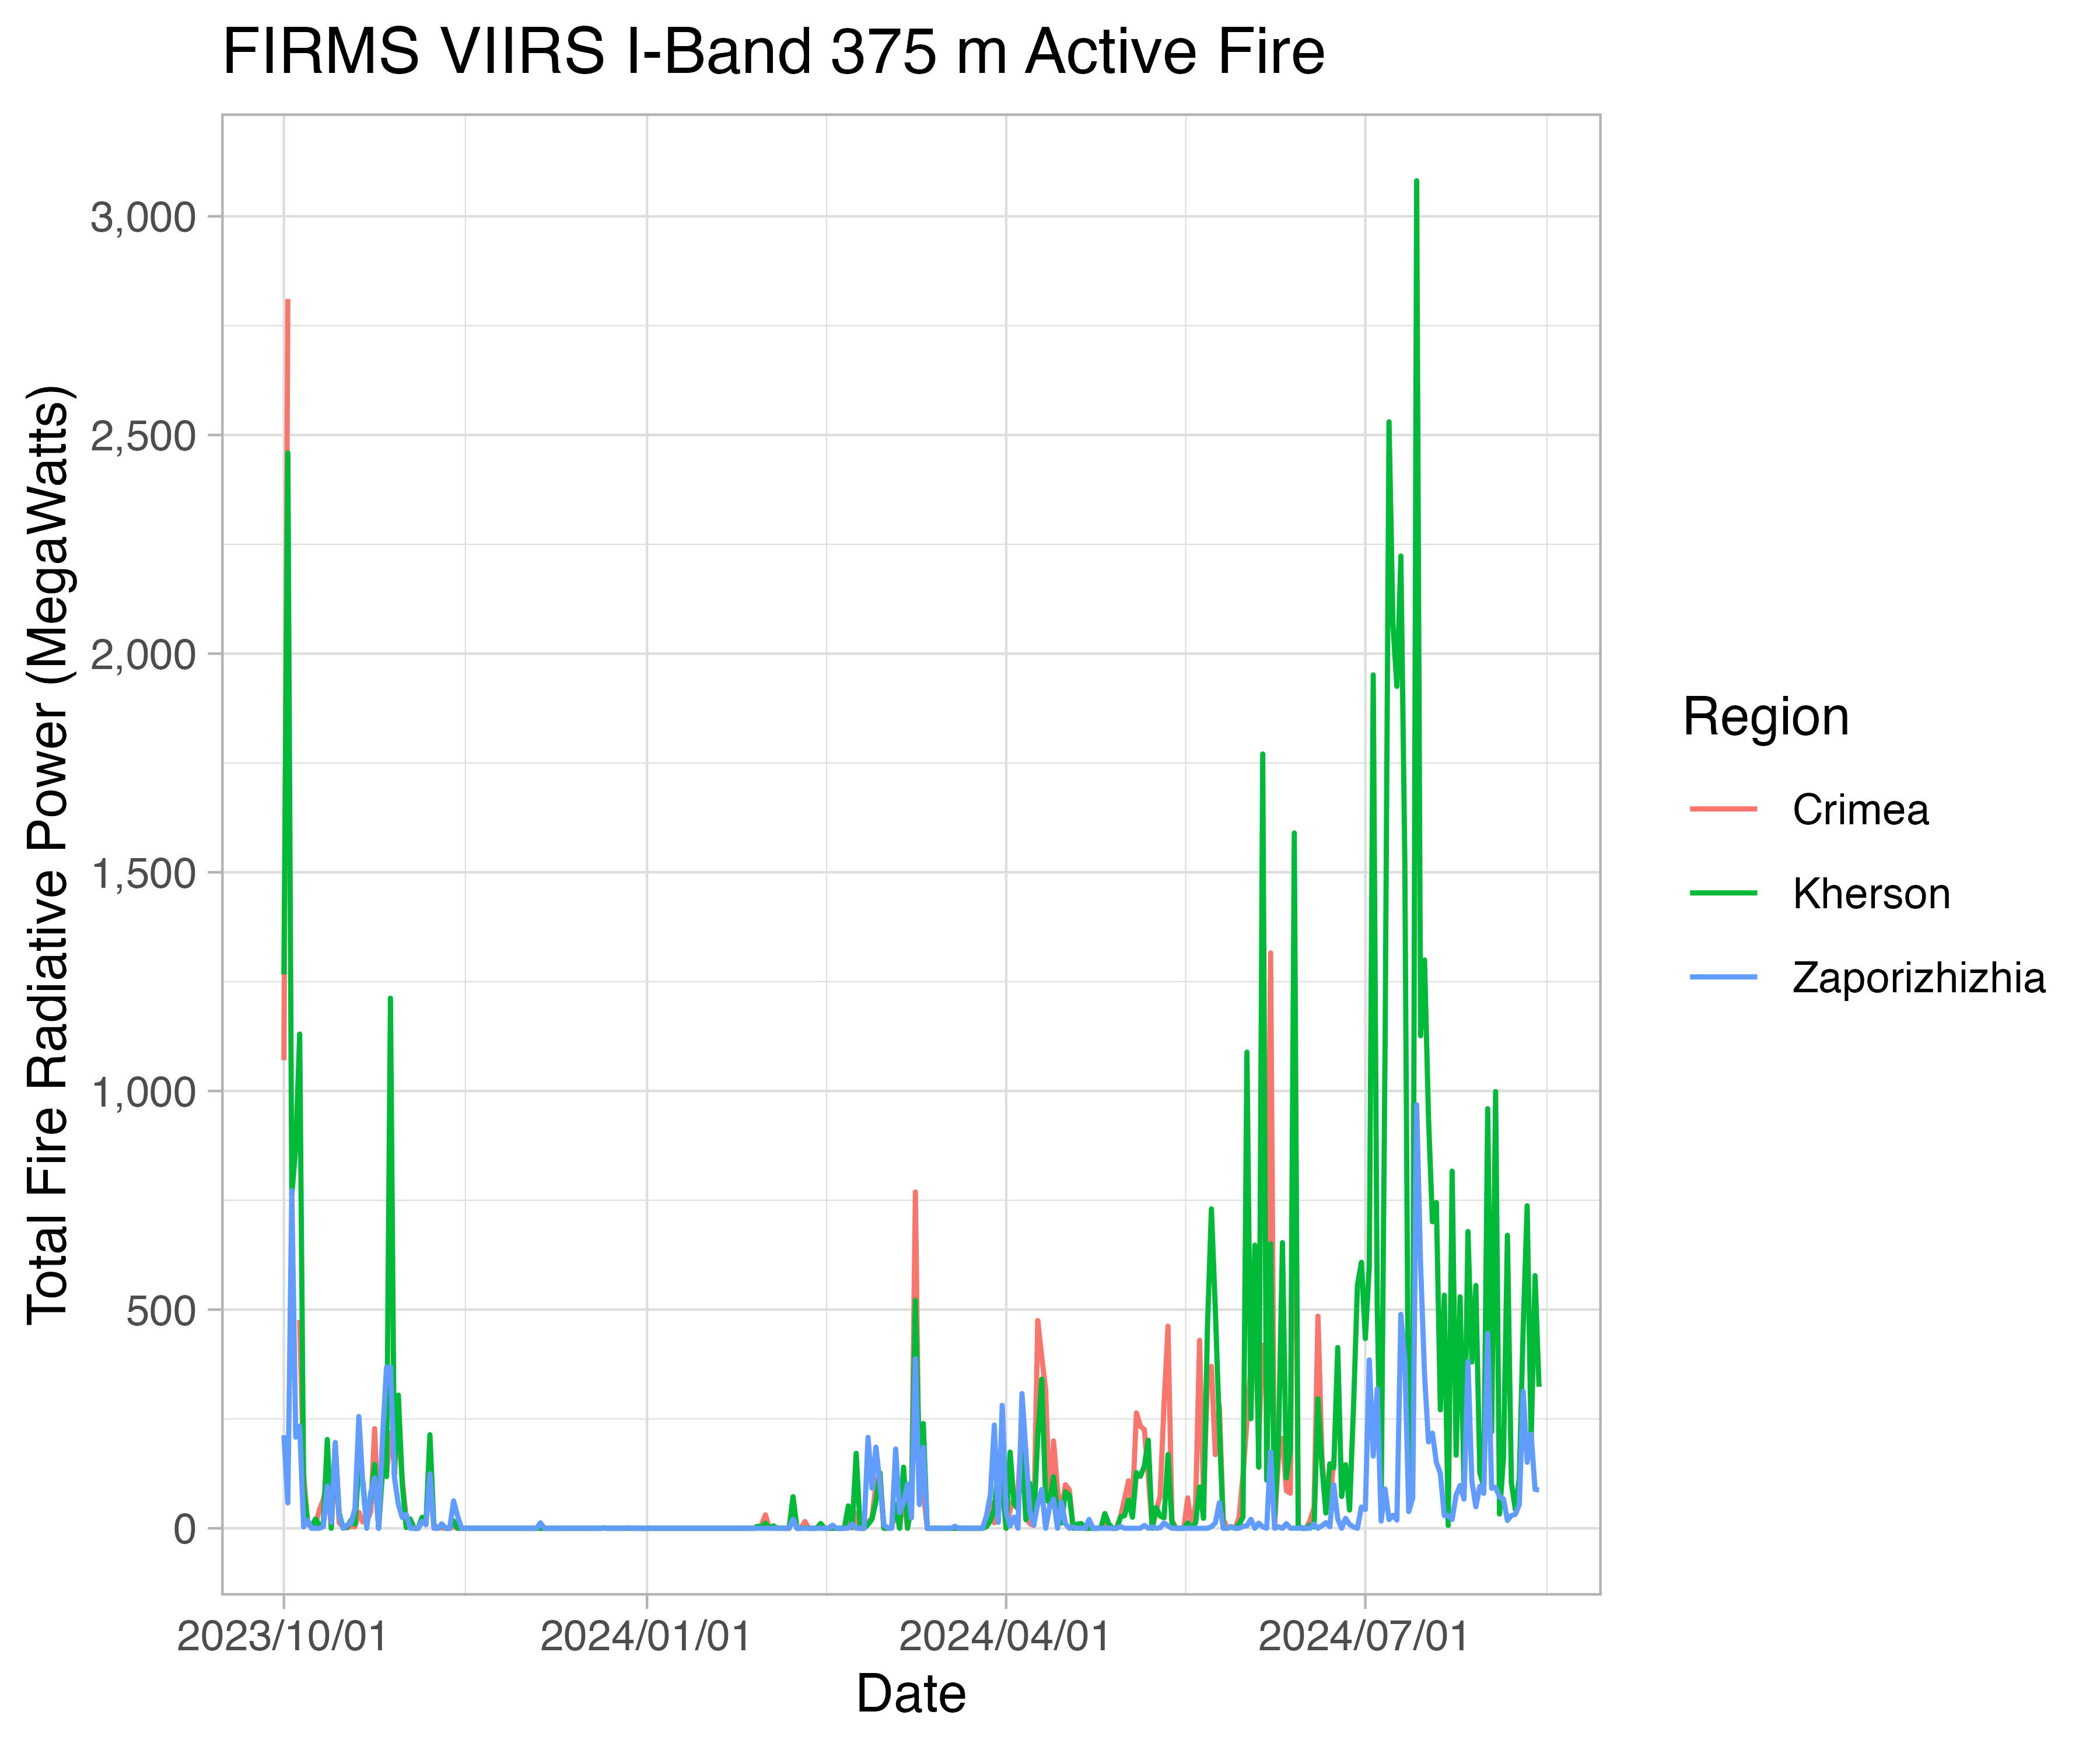 FIRMS VIIRS I-Band 375 m Active Fire
Total Fire Radiative Power (MegaWatts)
3,000
2,500
2,000
1,500
1,000
500
0
2023/10/01 2024/01/01 2024/04/01 2024/07/01
Date
Region
Crimea
Kherson
Zaporizhizhia